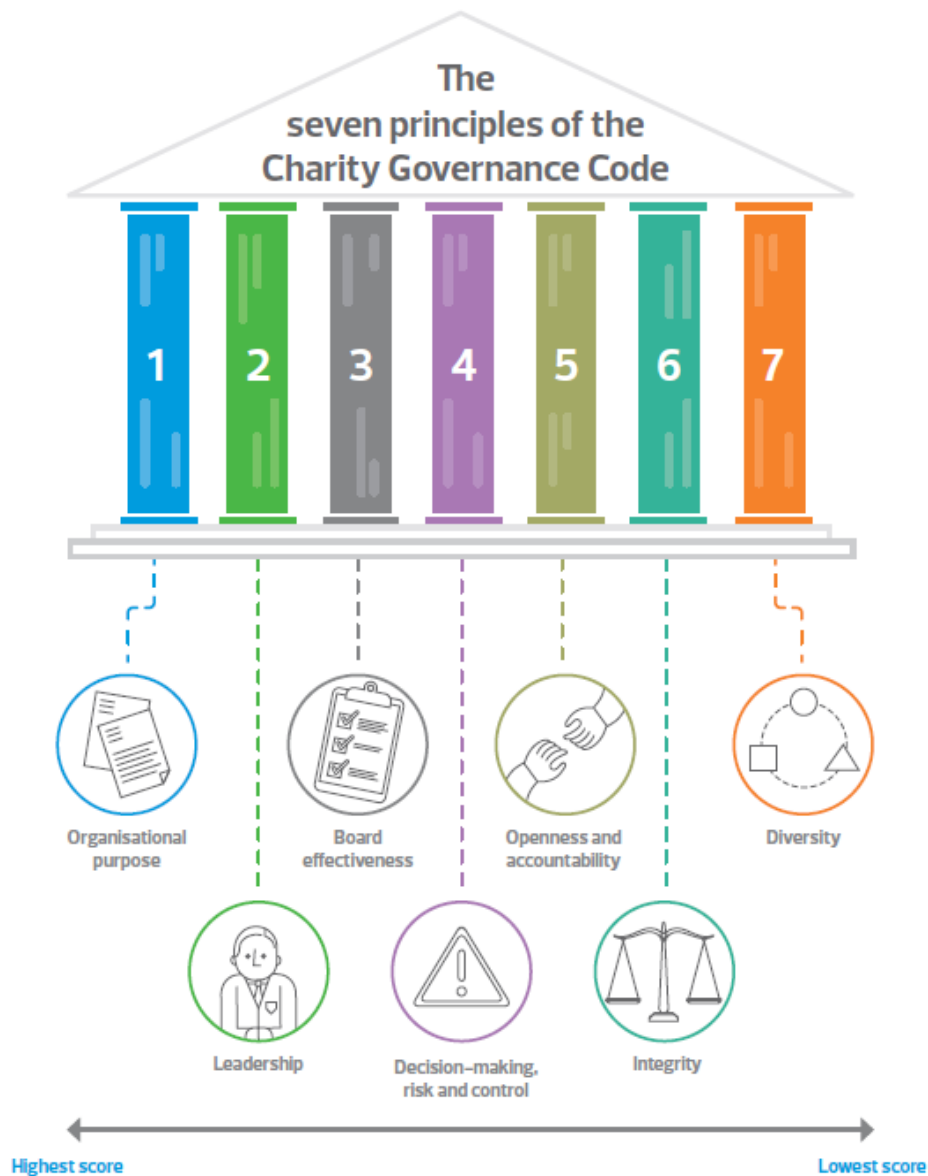 The
seven principles of the
Charity Governance Code
1 2 3 4 5 6 7
Organisational
purpose
Board
effectiveness
Openness and
accountability
Diversity
Leadership
Decision-making,
risk and control
Integrity
Highest score
Lowest score